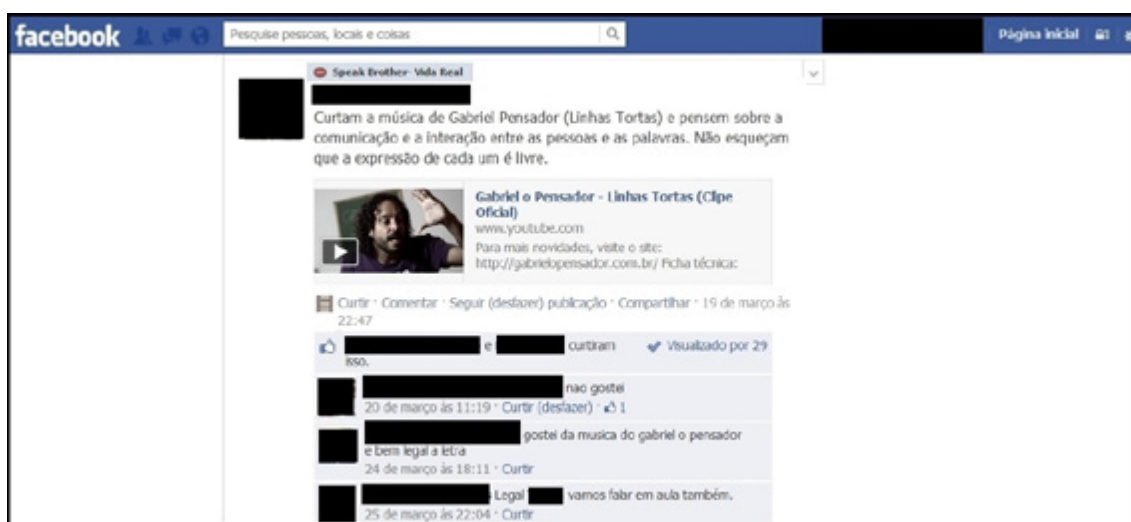 facebook
Pesquise pessoas, locais e coisas
Página inicial
Speak Brother- Vida Real
Curtam a música de Gabriel Pensador (Linhas Tortas) e pensem sobre a
comunicação e a interação entre as pessoas e as palavras. Não esqueçam
que a expressão de cada um é livre.
Gabriel o Pensador - Linhas Tortas (Clipe
Oficial)
www.youtube.com
Para mais novidades, visite o site:
http://gabrielopensador.com.br/ Ficha técnica:
Curtir · Comentar · Seguir (desfazer) publicação · Compartilhar · 19 de março às
22:47
e curtiram Visualizado por 29
isso.
nao gostei
20 de março às 11:19 · Curtir (desfazer) · 1
gostei da musica do gabriel o pensador
e bem legal a letra
24 de março às 18:11 · Curtir
Legal vamos falar em aula também.
25 de março às 22:04 · Curtir